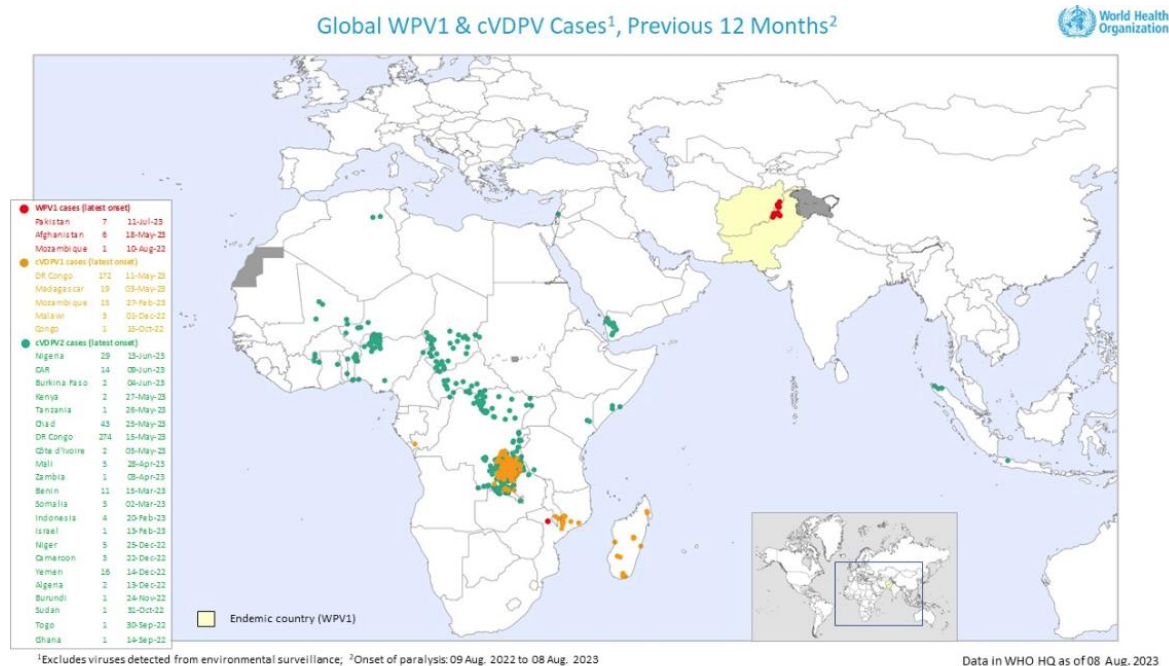 Global WPV1 & cVDPV Cases¹, Previous 12 Months²
World Health
Organization
WPV1 cases (latest onset)
Pakistan 7 11-Jul-23
Afghanistan 6 18-May-23
Mozambique 1 10-Aug-22
cVDPV1 cases (latest onset)
DR Congo 172 11-May-23
Madagascar 19 03-May-23
Mozambique 15 27-Feb-23
Malawi 3 01-Dec-22
Congo 1 13-Oct-22
cVDPV2 cases (latest onset)
Nigeria 29 13-Jun-23
CAR 14 09-Jun-23
Burkina Faso 2 04-Jun-23
Kenya 2 27-May-23
Tanzania 1 26-May-23
Chad 43 23-May-23
DR Congo 274 15-May-23
Côte d'Ivoire 2 05-May-23
Mali 3 28-Apr-23
Zambia 1 03-Apr-23
Benin 11 15-Mar-23
Somalia 3 02-Mar-23
Indonesia 4 20-Feb-23
Israel 1 13-Feb-23
Niger 5 25-Dec-22
Cameroon 3 22-Dec-22
Yemen 16 14-Dec-22
Algeria 2 13-Dec-22
Burundi 1 24-Nov-22
Sudan 1 31-Oct-22
Togo 1 30-Sep-22
Ghana 1 14-Sep-22
Endemic country (WPV1)
¹Excludes viruses detected from environmental surveillance; ²Onset of paralysis: 09 Aug. 2022 to 08 Aug. 2023
Data in WHO HQ as of 08 Aug. 2023